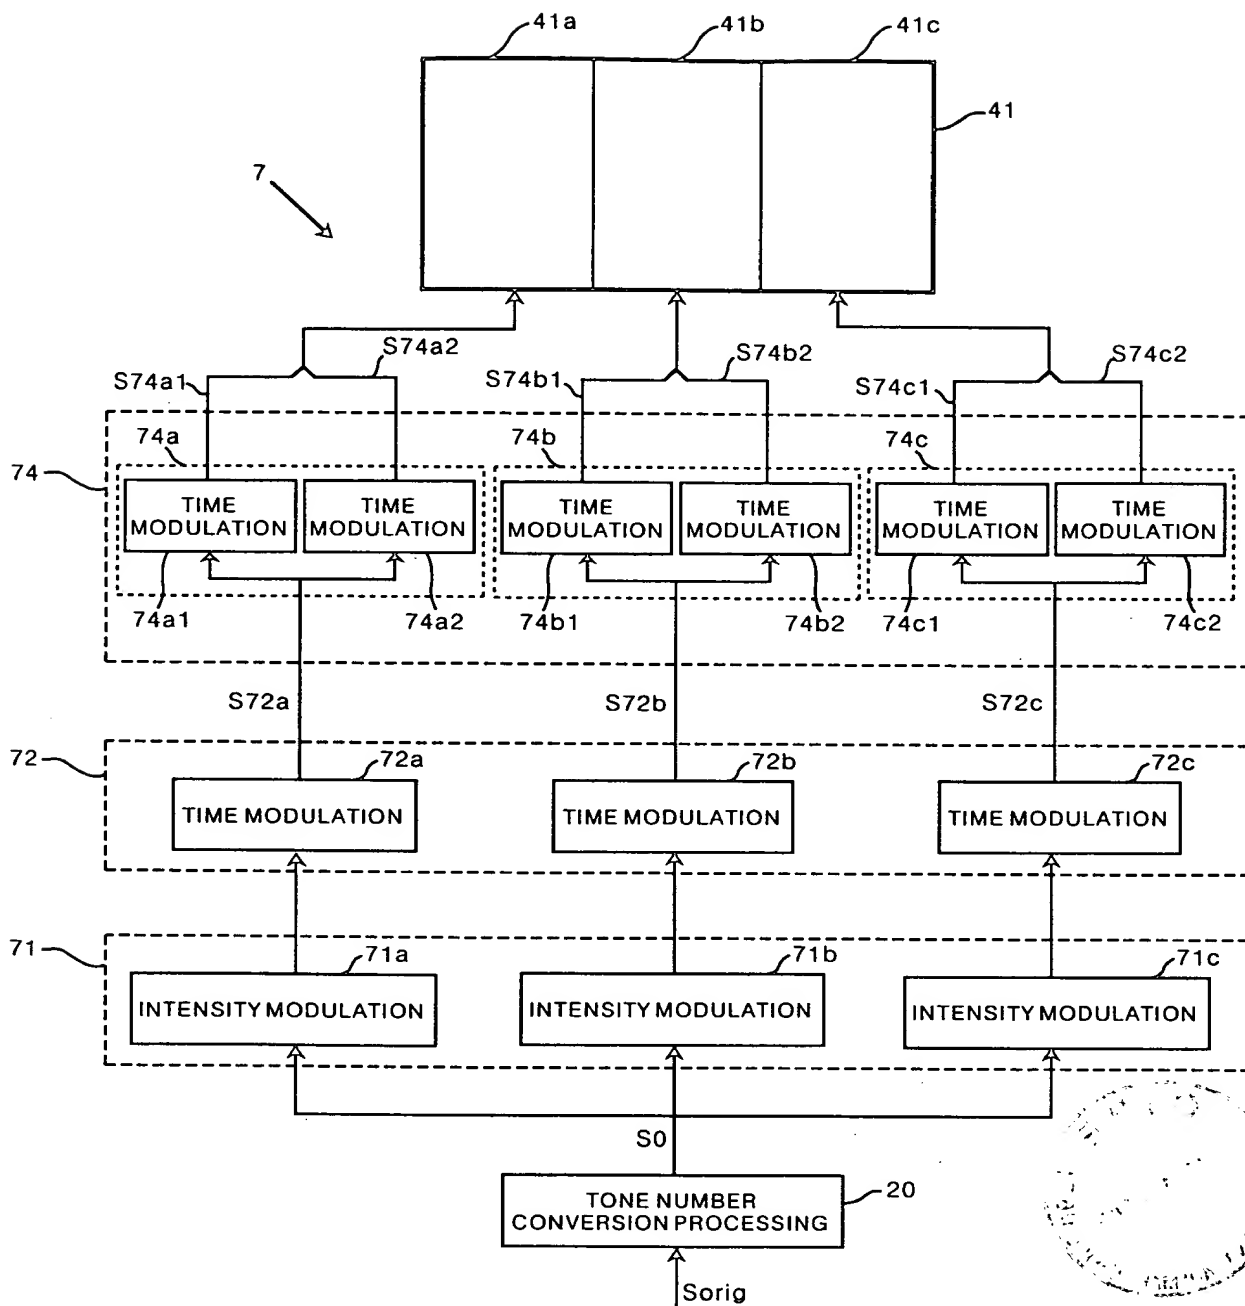 41a
41b
41c
41
7
S74a1
S74a2
S74b1
S74b2
S74c1
S74c2
74
74a
74b
74c
TIME
MODULATION
TIME
MODULATION
TIME
MODULATION
TIME
MODULATION
TIME
MODULATION
TIME
MODULATION
74a1
74a2
74b1
74b2
74c1
74c2
S72a
S72b
S72c
72
72a
72b
72c
TIME MODULATION
TIME MODULATION
TIME MODULATION
71
71a
71b
71c
INTENSITY MODULATION
INTENSITY MODULATION
INTENSITY MODULATION
S0
TONE NUMBER
CONVERSION PROCESSING
20
Sorig